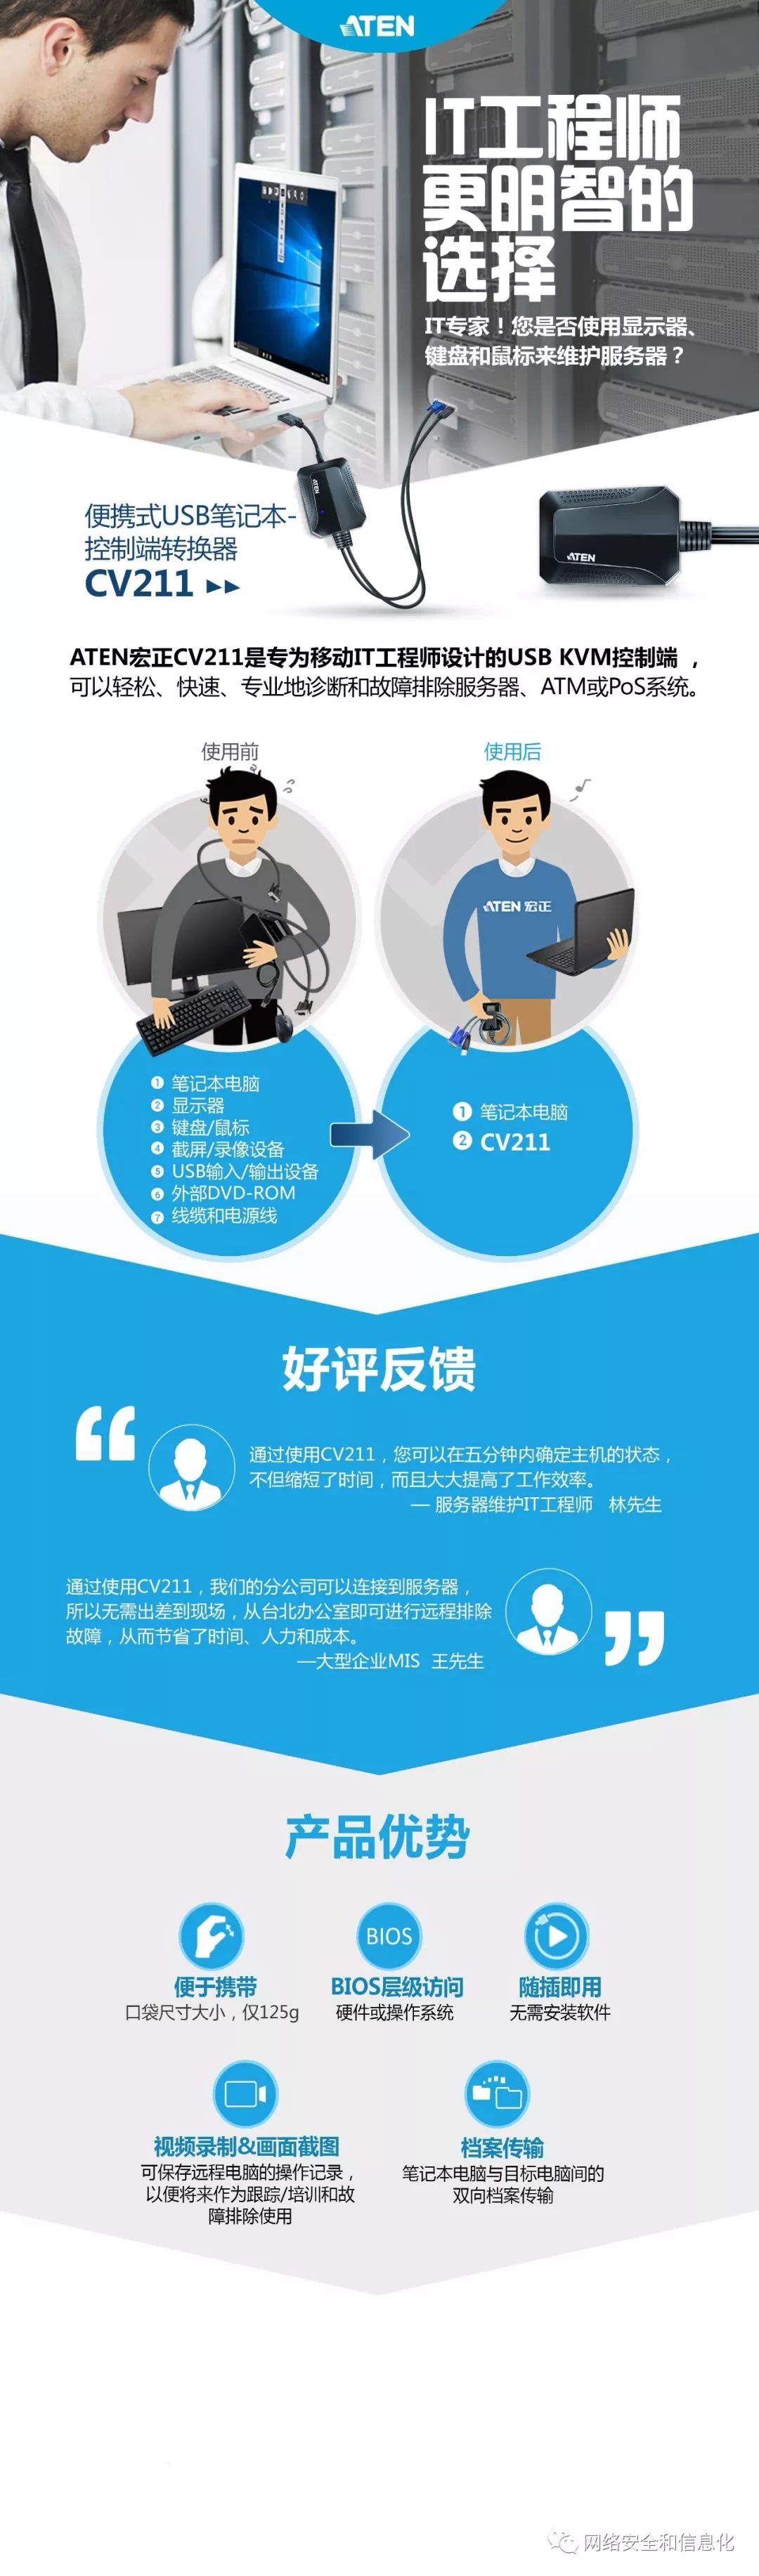 ATEN
IT工程师
更明智的
选择
IT专家！您是否使用显示器、
键盘和鼠标来维护服务器？
ATEN
便携式USB笔记本-
控制端转换器
CV211
ATEN
ATEN宏正CV211是专为移动IT工程师设计的USB KVM控制端 ，
可以轻松、快速、专业地诊断和故障排除服务器、ATM或PoS系统。
使用前
使用后
ATEN 宏正
1 笔记本电脑
2 显示器
3 键盘/鼠标
4 截屏/录像设备
5 USB输入/输出设备
6 外部DVD-ROM
7 线缆和电源线
1 笔记本电脑
2 CV211
好评反馈
“
通过使用CV211，您可以在五分钟内确定主机的状态，
不但缩短了时间，而且大大提高了工作效率。
— 服务器维护IT工程师 林先生
通过使用CV211，我们的分公司可以连接到服务器，
所以无需出差到现场，从台北办公室即可进行远程排除
故障，从而节省了时间、人力和成本。
—大型企业MIS 王先生
”
产品优势
BIOS
便于携带
口袋尺寸大小，仅125g
BIOS层级访问
硬件或操作系统
随插即用
无需安装软件
视频录制&画面截图
可保存远程电脑的操作记录，
以便将来作为跟踪/培训和故
障排除使用
档案传输
笔记本电脑与目标电脑间的
双向档案传输
网络安全和信息化